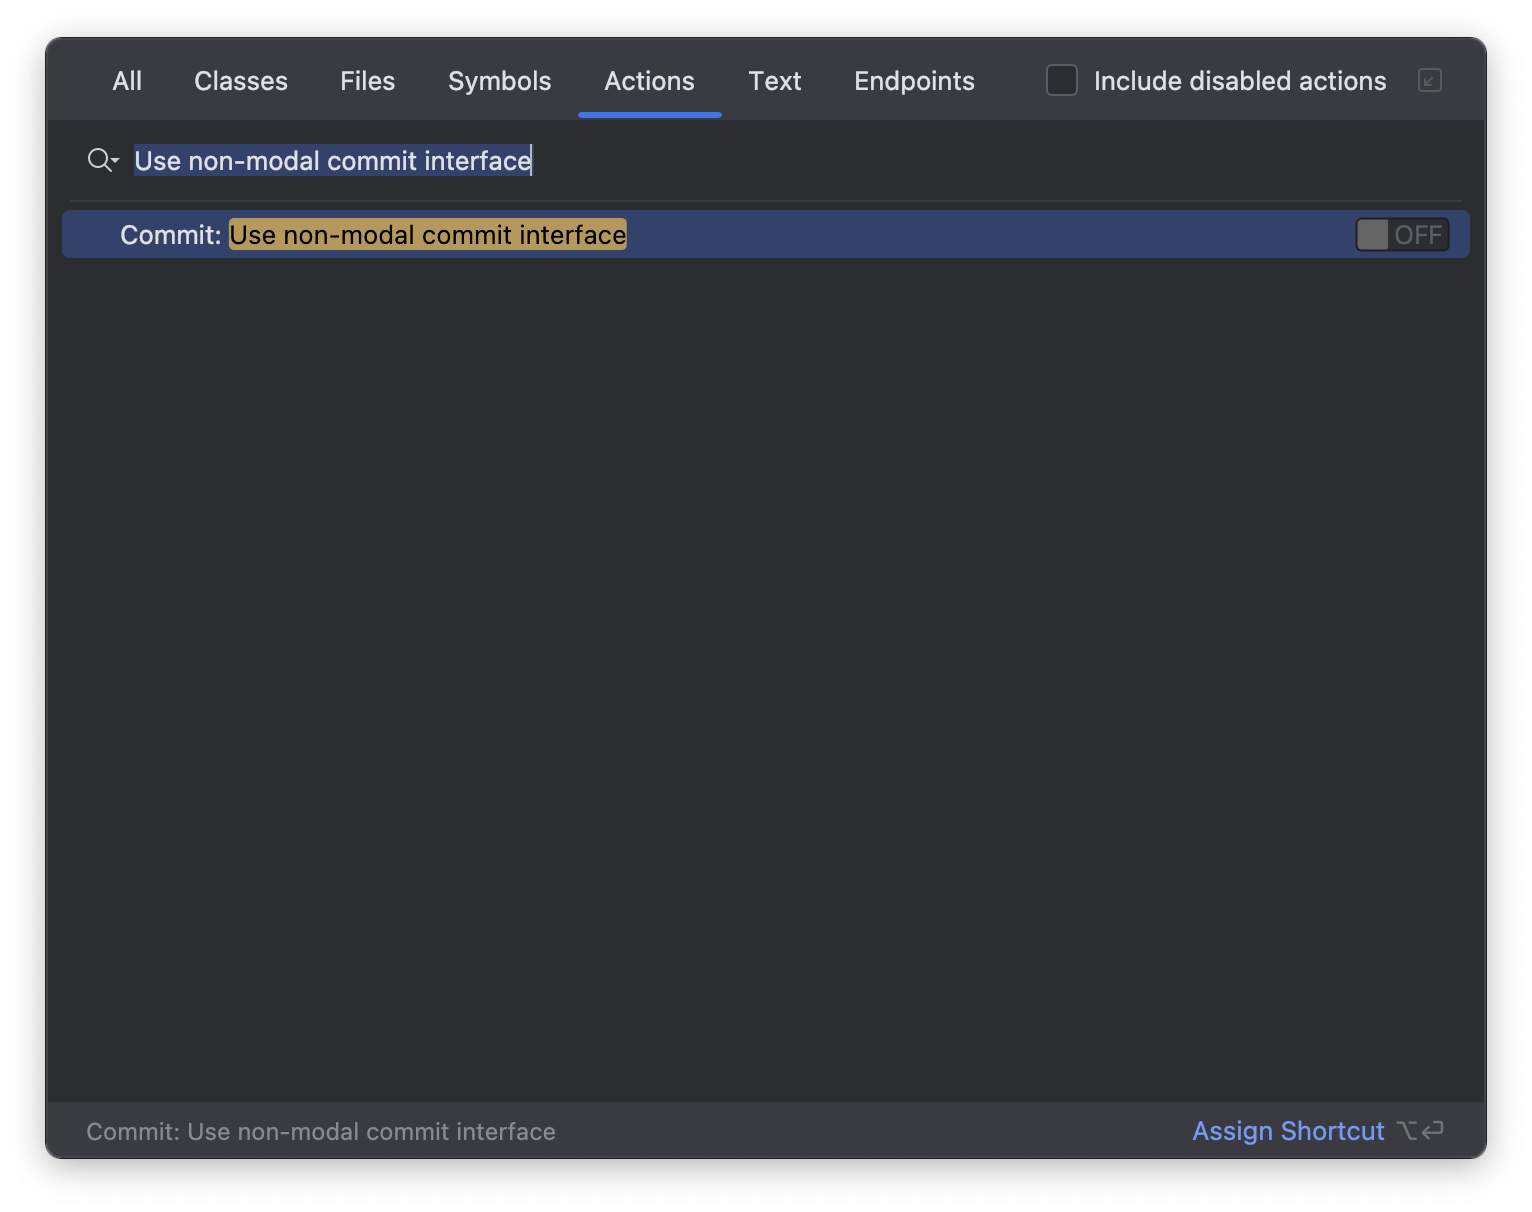 All Classes Files Symbols Actions Text Endpoints Include disabled actions
Use non-modal commit interface
Commit: Use non-modal commit interface OFF
Commit: Use non-modal commit interface Assign Shortcut ⌥↩